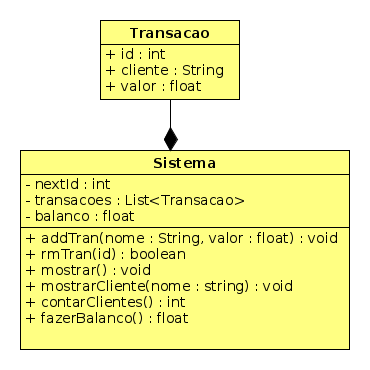 Transacao
+ id : int
+ cliente : String
+ valor : float
Sistema
- nextId : int
- transacoes : List<Transacao>
- balanco : float
+ addTran(nome : String, valor : float) : void
+ rmTran(id) : boolean
+ mostrar() : void
+ mostrarCliente(nome : string) : void
+ contarClientes() : int
+ fazerBalanco() : float